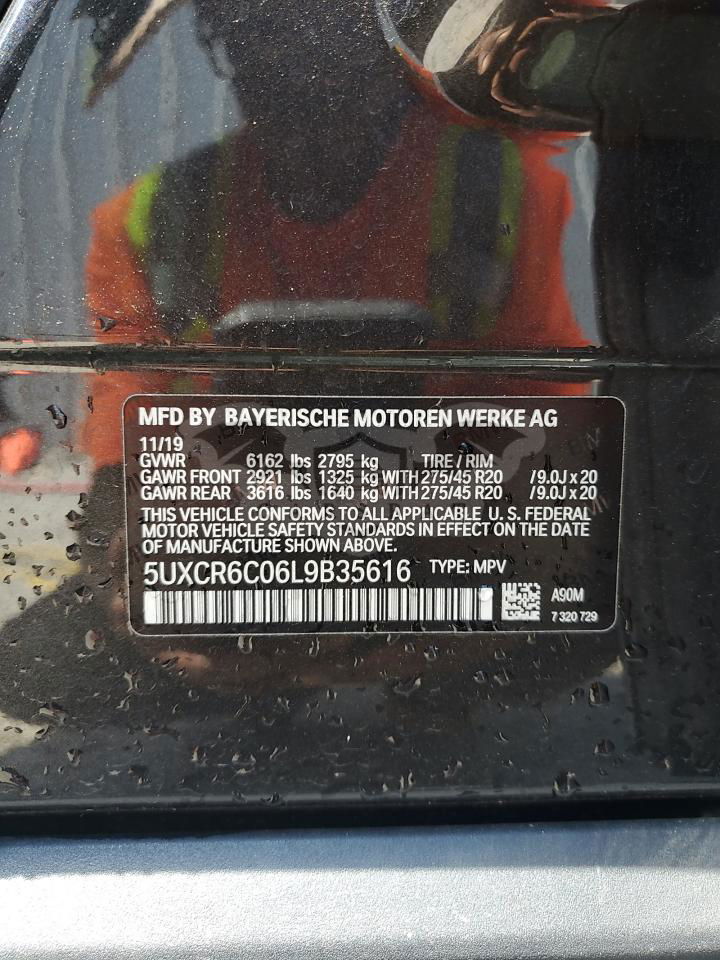 MFD BY BAYERISCHE MOTOREN WERKE AG
11/19
GVWR 6162 lbs 2795 kg TIRE / RIM
GAWR FRONT 2921 lbs 1325 kg WITH 275/45 R20 /9.0J x 20
GAWR REAR 3616 lbs 1640 kg WITH 275/45 R20 /9.0J x 20
THIS VEHICLE CONFORMS TO ALL APPLICABLE U. S. FEDERAL
MOTOR VEHICLE SAFETY STANDARDS IN EFFECT ON THE DATE
OF MANUFACTURE SHOWN ABOVE.
5UXCR6C06L9B35616 TYPE: MPV
A90M
7 320 729